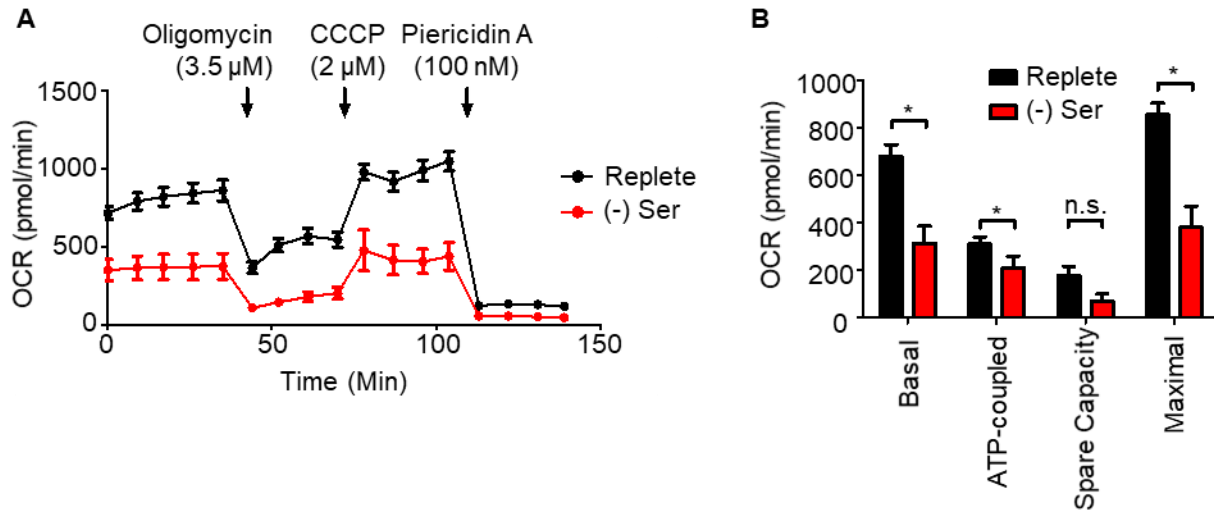 A
Oligomycin
(3.5 µM)
CCCP
(2 µM)
Piericidin A
(100 nM)
1500
1000
500
0
OCR (pmol/min)
0
50
100
150
Time (Min)
Replete
(-) Ser
B
1000
800
600
400
200
0
OCR (pmol/min)
Replete
(-) Ser
*
*
n.s.
*
Basal
ATP-coupled
Spare Capacity
Maximal